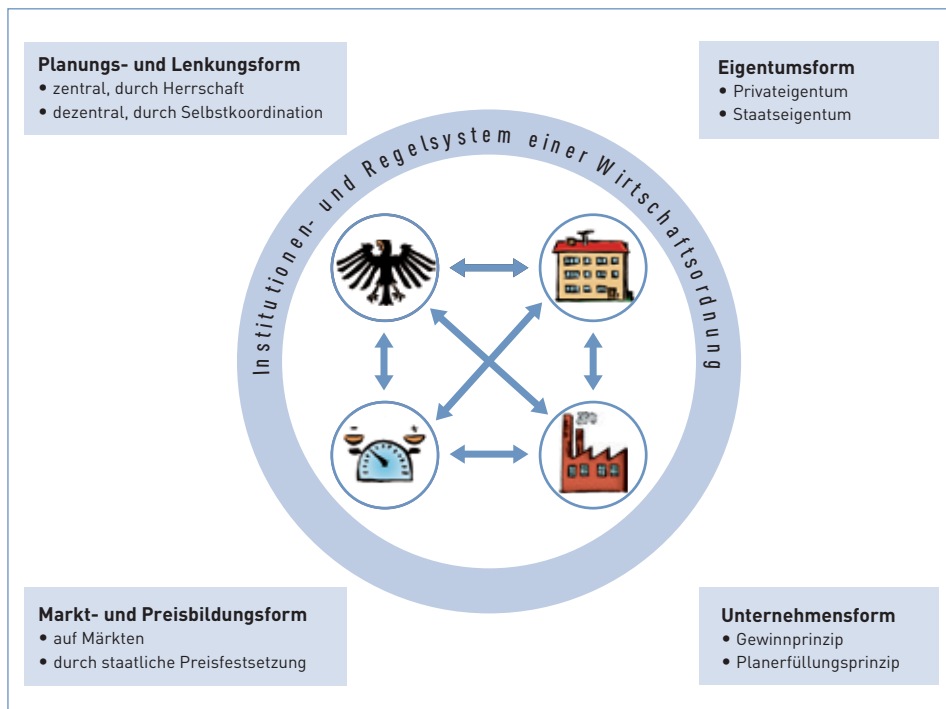 Planungs- und Lenkungsform
• zentral, durch Herrschaft
• dezentral, durch Selbstkoordination
Eigentumsform
• Privateigentum
• Staatseigentum
Institutionen- und Regelsystem einer Wirtschaftsordnung
Markt- und Preisbildungsform
• auf Märkten
• durch staatliche Preisfestsetzung
Unternehmensform
• Gewinnprinzip
• Planerfüllungsprinzip